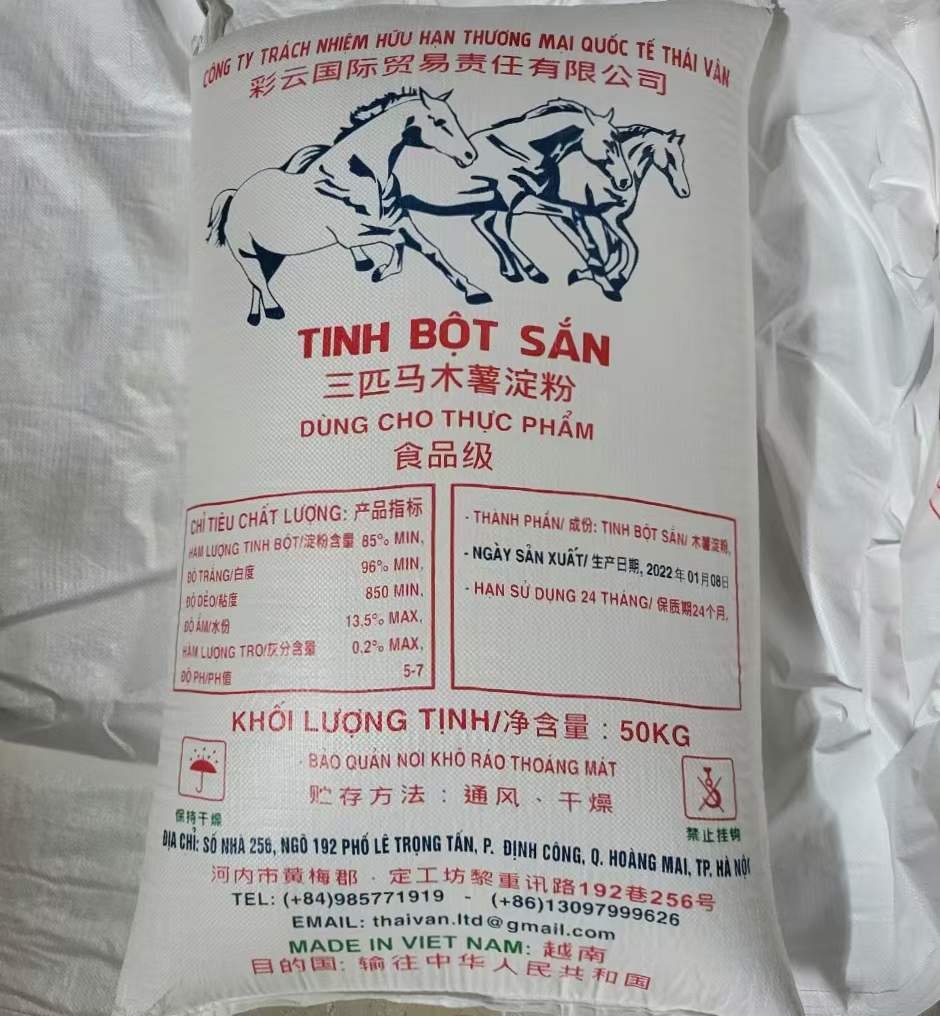 CÔNG TY TRÁCH NHIỆM HỮU HẠN THƯƠNG MẠI QUỐC TẾ THÁI VÂN
彩云国际贸易责任有限公司
TINH BỘT SẮN
三匹马木薯淀粉
DÙNG CHO THỰC PHẨM
食品级
CHỈ TIÊU CHẤT LƯỢNG: 产品指标
HÀM LƯỢNG TINH BỘT/淀粉含量 85% MIN,
ĐỘ TRẮNG/白度 96% MIN,
ĐỘ DẺO/粘度 850 MIN,
ĐỘ ẨM/水份 13,5% MAX,
HÀM LƯỢNG TRO/灰分含量 0.2% MAX,
ĐỘ PH/PH值 5-7
- THÀNH PHẦN/ 成份: TINH BỘT SẮN/ 木薯淀粉,
- NGÀY SẢN XUẤT/ 生产日期, 2022年01月08日
- HẠN SỬ DỤNG 24 THÁNG/ 保质期24个月,
KHỐI LƯỢNG TỊNH/净含量 : 50KG
BẢO QUẢN NƠI KHÔ RÁO THOÁNG MÁT
贮存方法 : 通风、干燥
保持干燥
禁止挂钩
ĐỊA CHỈ: SỐ NHÀ 256, NGÕ 192 PHỐ LÊ TRỌNG TẤN, P. ĐỊNH CÔNG, Q. HOÀNG MAI, TP. HÀ NỘI
河内市黄梅郡 · 定工坊黎重讯路192巷256号
TEL: (+84)985771919 - (+86)13097999626
EMAIL: thaivan.ltd@gmail.com
MADE IN VIET NAM: 越南
目的国: 输往中华人民共和国